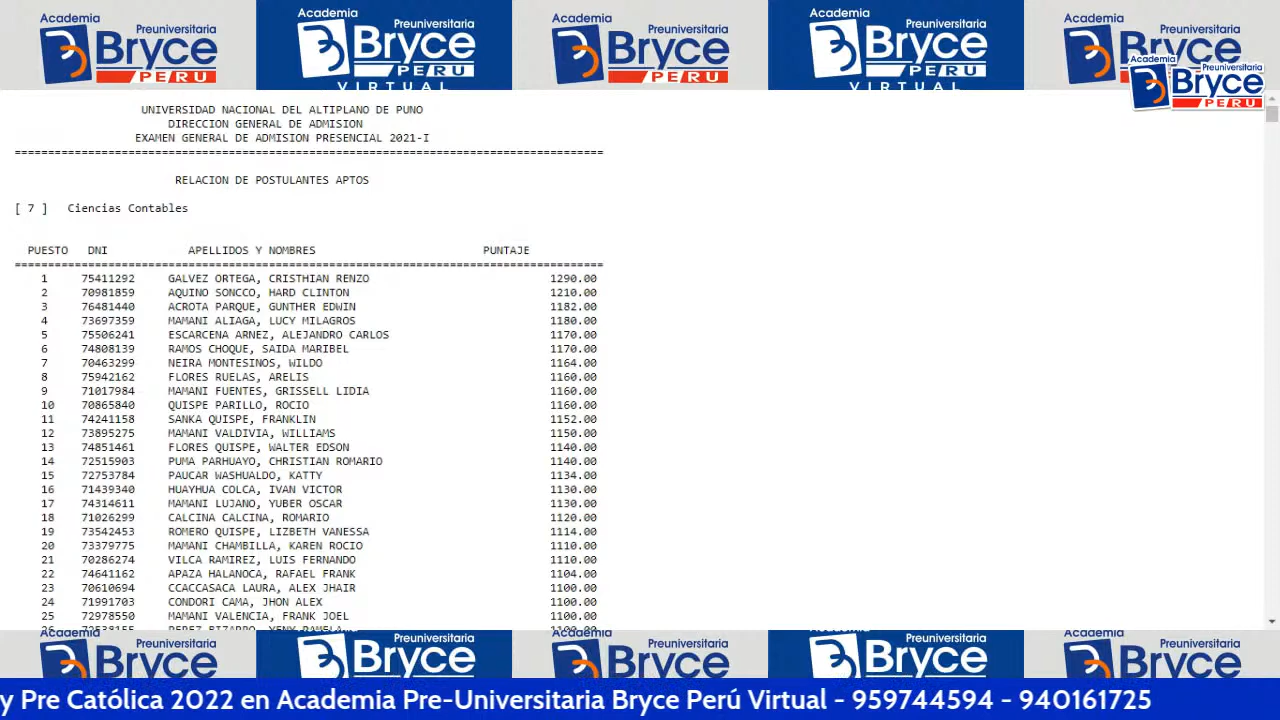 Academia Preuniversitaria Bryce PERU
Academia Preuniversitaria Bryce PERU VIRTUAL
Academia Preuniversitaria Bryce PERU
Academia Preuniversitaria Bryce PERU VIRTUAL
Academia Preuniversitaria Bryce
Academia Preuniversitaria Bryce PERU
UNIVERSIDAD NACIONAL DEL ALTIPLANO DE PUNO
DIRECCION GENERAL DE ADMISION
EXAMEN GENERAL DE ADMISION PRESENCIAL 2021-I
RELACION DE POSTULANTES APTOS
[ 7 ] Ciencias Contables
PUESTO DNI APELLIDOS Y NOMBRES PUNTAJE
1 75411292 GALVEZ ORTEGA, CRISTHIAN RENZO 1290.00
2 70981859 AQUINO SONCCO, HARD CLINTON 1210.00
3 76481440 ACROTA PARQUE, GUNTHER EDWIN 1182.00
4 73697359 MAMANI ALIAGA, LUCY MILAGROS 1180.00
5 75506241 ESCARCENA ARNEZ, ALEJANDRO CARLOS 1170.00
6 74808139 RAMOS CHOQUE, SAIDA MARIBEL 1170.00
7 70463299 NEIRA MONTESINOS, WILDO 1164.00
8 75942162 FLORES RUELAS, ARELIS 1160.00
9 71017984 MAMANI FUENTES, GRISSELL LIDIA 1160.00
10 70865840 QUISPE PARILLO, ROCIO 1160.00
11 74241158 SANKA QUISPE, FRANKLIN 1152.00
12 73895275 MAMANI VALDIVIA, WILLIAMS 1150.00
13 74851461 FLORES QUISPE, WALTER EDSON 1140.00
14 72515903 PUMA PARHUAYO, CHRISTIAN ROMARIO 1140.00
15 72753784 PAUCAR WASHUALDO, KATTY 1134.00
16 71439340 HUAYHUA COLCA, IVAN VICTOR 1130.00
17 74314611 MAMANI LUJANO, YUBER OSCAR 1130.00
18 71026299 CALCINA CALCINA, ROMARIO 1120.00
19 73542453 ROMERO QUISPE, LIZBETH VANESSA 1114.00
20 73379775 MAMANI CHAMBILLA, KAREN ROCIO 1110.00
21 70286274 VILCA RAMIREZ, LUIS FERNANDO 1110.00
22 74641162 APAZA HALANOCA, RAFAEL FRANK 1104.00
23 70610694 CCACCASACA LAURA, ALEX JHAIR 1100.00
24 71991703 CONDORI CAMA, JHON ALEX 1100.00
25 72978550 MAMANI VALENCIA, FRANK JOEL 1100.00
Academia Preuniversitaria Bryce
Preuniversitaria Bryce
Academia Preuniversitaria Bryce
Preuniversitaria Bryce
Academia Preuniversitaria Bryce
y Pre Católica 2022 en Academia Pre-Universitaria Bryce Perú Virtual - 959744594 - 940161725